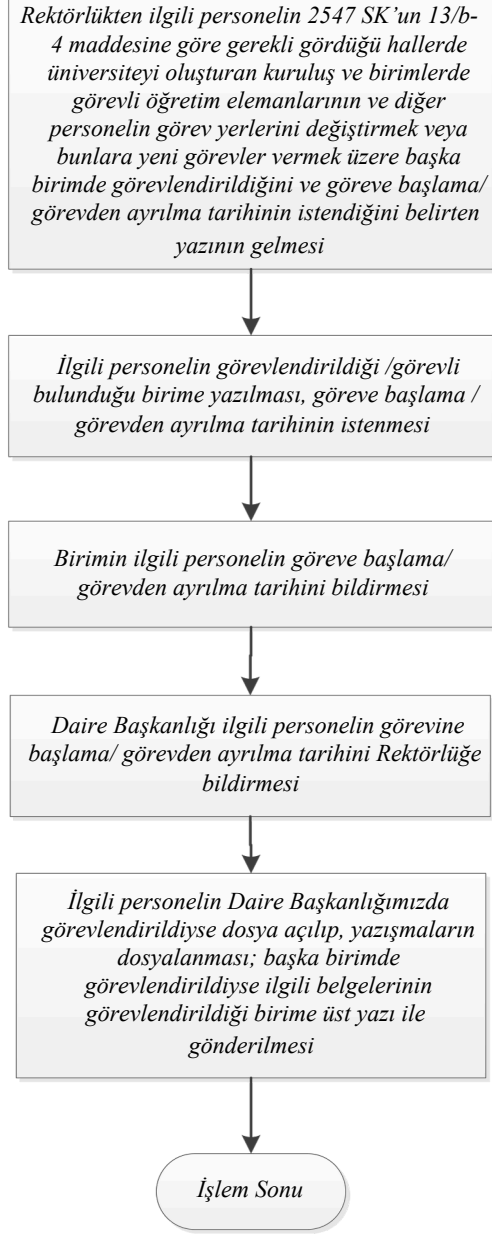 Rektörlükten ilgili personelin 2547 SK’un 13/b-
4 maddesine göre gerekli gördüğü hallerde
üniversiteyi oluşturan kuruluş ve birimlerde
görevli öğretim elemanlarının ve diğer
personelin görev yerlerini değiştirmek veya
bunlara yeni görevler vermek üzere başka
birimde görevlendirildiğini ve göreve başlama/
görevden ayrılma tarihinin istendiğini belirten
yazının gelmesi
İlgili personelin görevlendirildiği /görevli
bulunduğu birime yazılması, göreve başlama /
görevden ayrılma tarihinin istenmesi
Birimin ilgili personelin göreve başlama/
görevden ayrılma tarihini bildirmesi
Daire Başkanlığı ilgili personelin görevine
başlama/ görevden ayrılma tarihini Rektörlüğe
bildirmesi
İlgili personelin Daire Başkanlığımızda
görevlendirildiyse dosya açılıp, yazışmaların
dosyalanması; başka birimde
görevlendirildiyse ilgili belgelerinin
görevlendirildiği birime üst yazı ile
gönderilmesi
İşlem Sonu